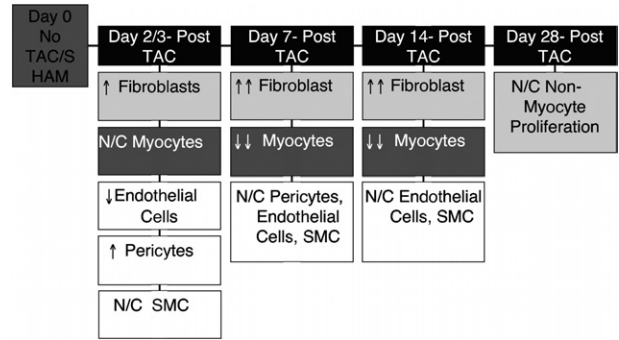 Day 0
No
TAC/S
HAM
Day 2/3- Post
TAC
↑ Fibroblasts
N/C Myocytes
↓Endothelial
Cells
↑ Pericytes
N/C SMC
Day 7- Post
TAC
↑↑ Fibroblast
↓↓ Myocytes
N/C Pericytes,
Endothelial
Cells, SMC
Day 14- Post
TAC
↑↑ Fibroblast
↓↓ Myocytes
N/C Endothelial
Cells, SMC
Day 28- Post
TAC
N/C Non-
Myocyte
Proliferation